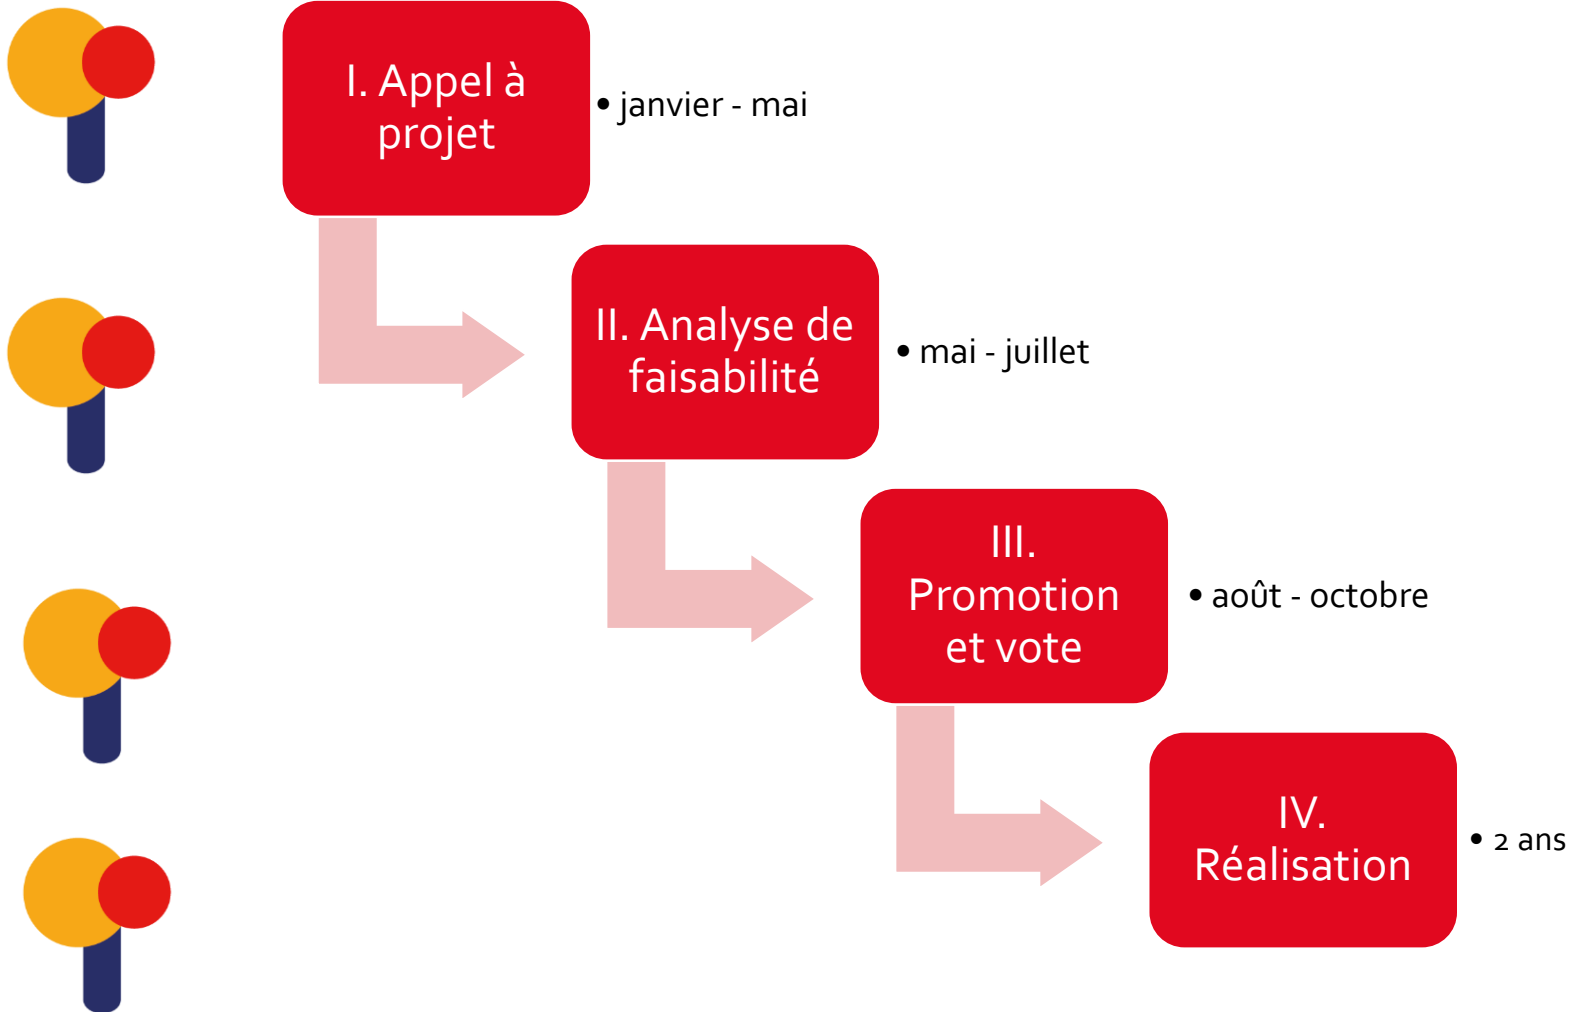 I. Appel à
projet
• janvier - mai
II. Analyse de
faisabilité
• mai - juillet
III.
Promotion
et vote
• août - octobre
IV.
Réalisation
• 2 ans